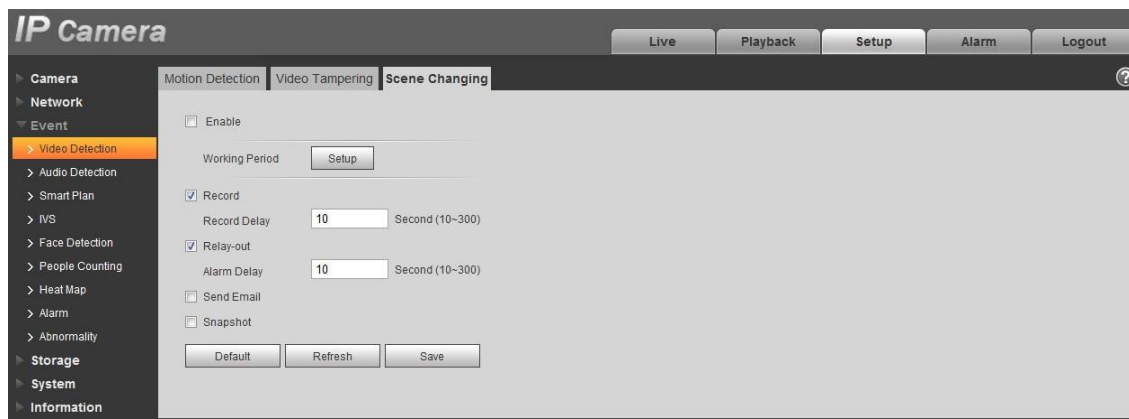 IP Camera
Live
Playback
Setup
Alarm
Logout
Camera
Network
Event
Video Detection
Audio Detection
Smart Plan
IVS
Face Detection
People Counting
Heat Map
Alarm
Abnormality
Storage
System
Information
Motion Detection
Video Tampering
Scene Changing
?
Enable
Working Period Setup
Record
Record Delay 10 Second (10~300)
Relay-out
Alarm Delay 10 Second (10~300)
Send Email
Snapshot
Default Refresh Save